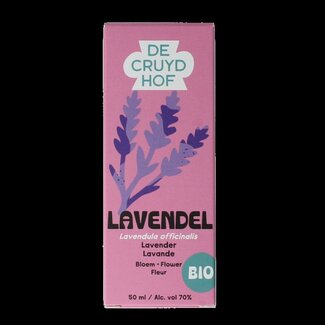 DE
CRUYD
HOF
LAVENDEL
Lavendula officinalis
Lavender
Lavande
Bloem • Flower
Fleur
BIO
50 ml / Alc. vol 70%